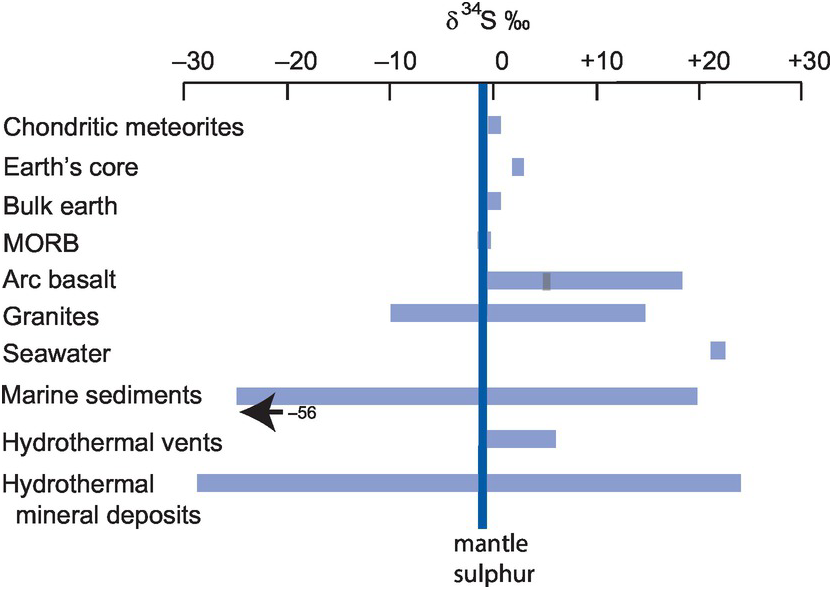 δ³⁴S ‰
–30 –20 –10 0 +10 +20 +30
Chondritic meteorites
Earth's core
Bulk earth
MORB
Arc basalt
Granites
Seawater
Marine sediments
–56
Hydrothermal vents
Hydrothermal
mineral deposits
mantle
sulphur